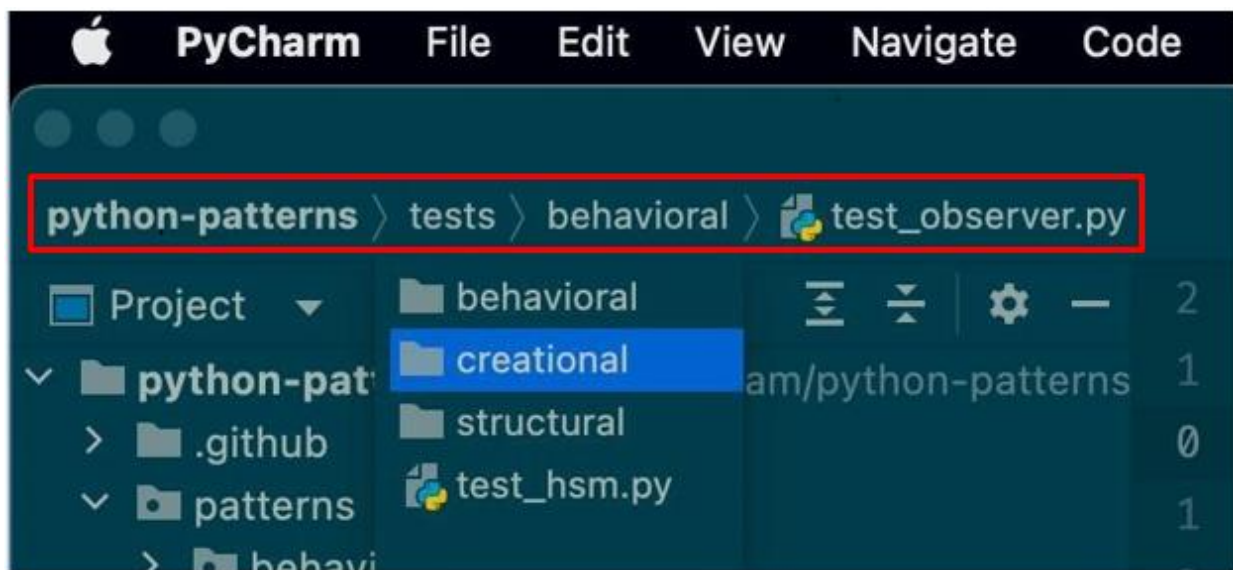 PyCharm File Edit View Navigate Code
python-patterns 〉 tests 〉 behavioral 〉 test_observer.py
Project
behavioral
2
python-pat
creational
am/python-patterns
1
.github
structural
0
patterns
test_hsm.py
1
behavi